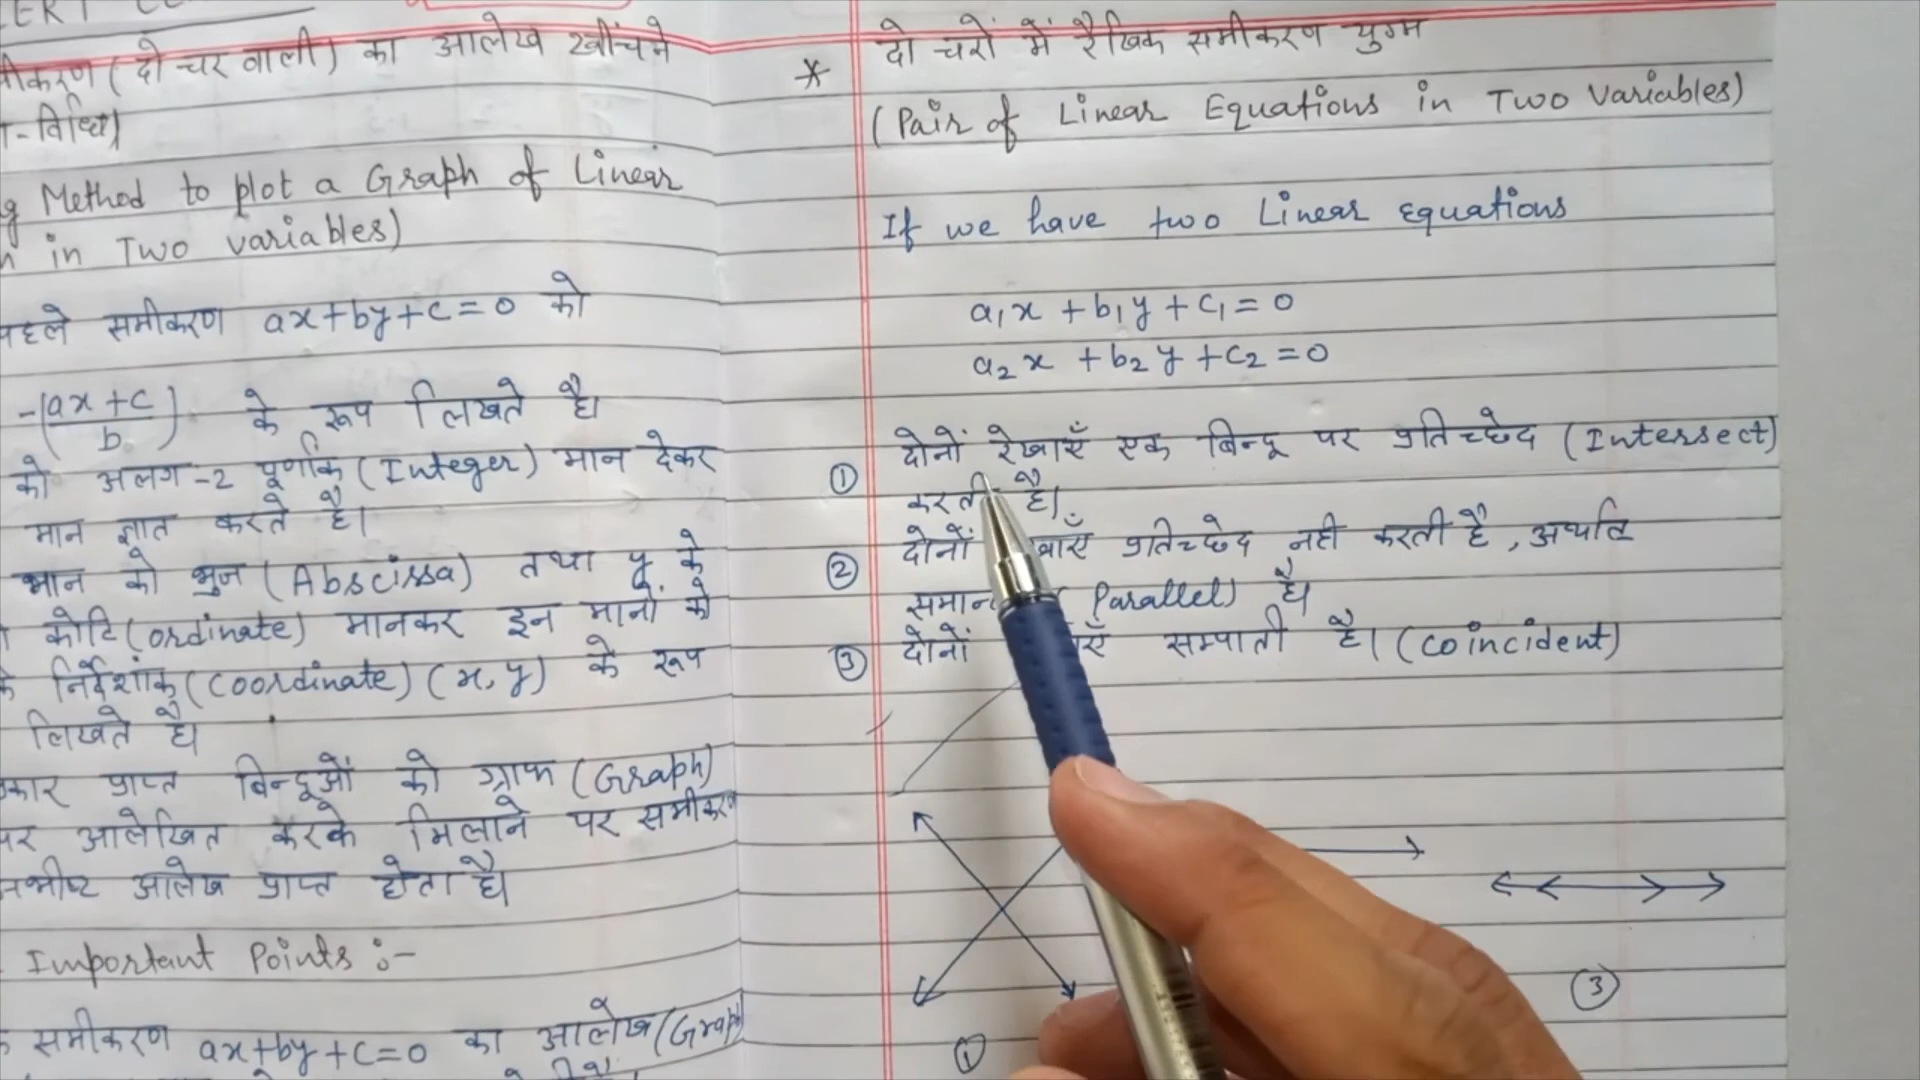 मीकरण (दो चर वाली) का आलेख खींचने
-विधि)
g Method to plot a Graph of Linear
n in Two variables)
पहले समीकरण ax+by+c=0 को
-(ax+c/b) के रूप लिखते है।
को अलग-2 पूर्णांक (Integer) मान देकर
मान ज्ञात करते है।
मान को भुज (Abscissa) तथा y के
कोटि (ordinate) मानकर इन मानों को
के निर्देशांक (coordinate) (x, y) के रूप
लिखते है।
कार प्राप्त बिन्दूओं को ग्राफ (Graph)
पर आलेखित करके मिलाने पर समीकरण
भीष्ट आलेख प्राप्त होता है।
Important Points :-
समीकरण ax+by+c=0 का आलेख (Graph
* दो चरों में रैखिक समीकरण युग्म
(Pair of Linear Equations in Two Variables)
If we have two Linear Equations
a₁x + b₁y + c₁ = 0
a₂x + b₂y + c₂ = 0
① दोनों रेखाएँ एक बिन्दू पर प्रतिच्छेद (Intersect)
करती है।
② दोनों प्रतिच्छेद नही करती है, अर्थात
समान (Parallel) है।
③ दोनों सम्पाती है। (coincident)
① ③